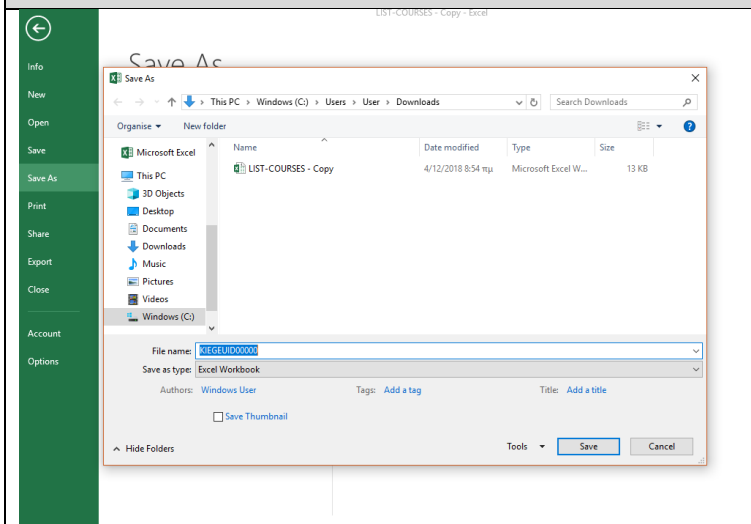 LIST-COURSES - Copy - Excel
Info
New
Open
Save
Save As
Print
Share
Export
Close
Account
Options
Save As
Save As
This PC > Windows (C:) > Users > User > Downloads
Search Downloads
Organise
New folder
Microsoft Excel
This PC
3D Objects
Desktop
Documents
Downloads
Music
Pictures
Videos
Windows (C:)
Name Date modified Type Size
LIST-COURSES - Copy 4/12/2018 8:54 πμ Microsoft Excel W... 13 KB
File name: KIEGEUID00000
Save as type: Excel Workbook
Authors: Windows User Tags: Add a tag Title: Add a title
Save Thumbnail
Hide Folders
Tools Save Cancel